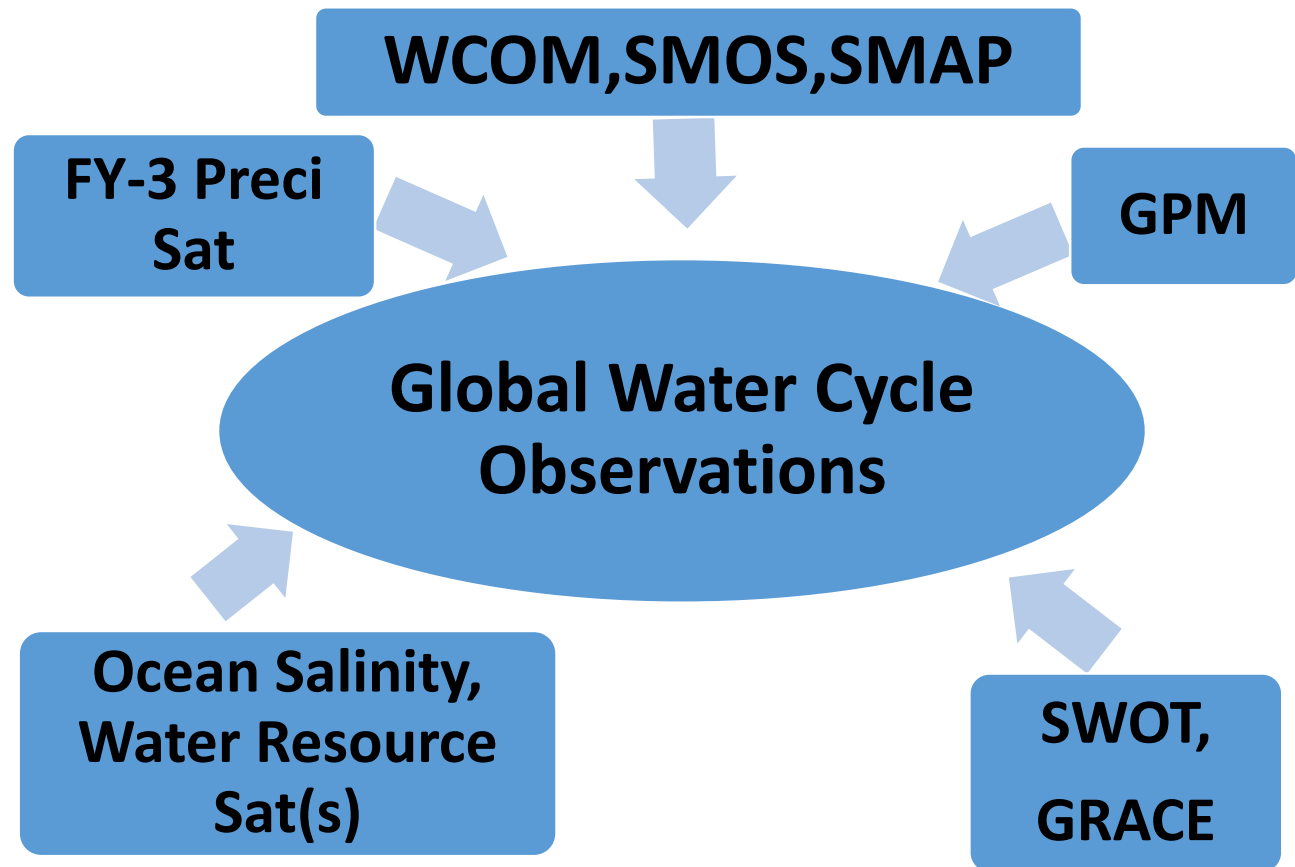 WCOM,SMOS,SMAP
FY-3 Preci
Sat
GPM
Global Water Cycle
Observations
Ocean Salinity,
Water Resource
Sat(s)
SWOT,
GRACE